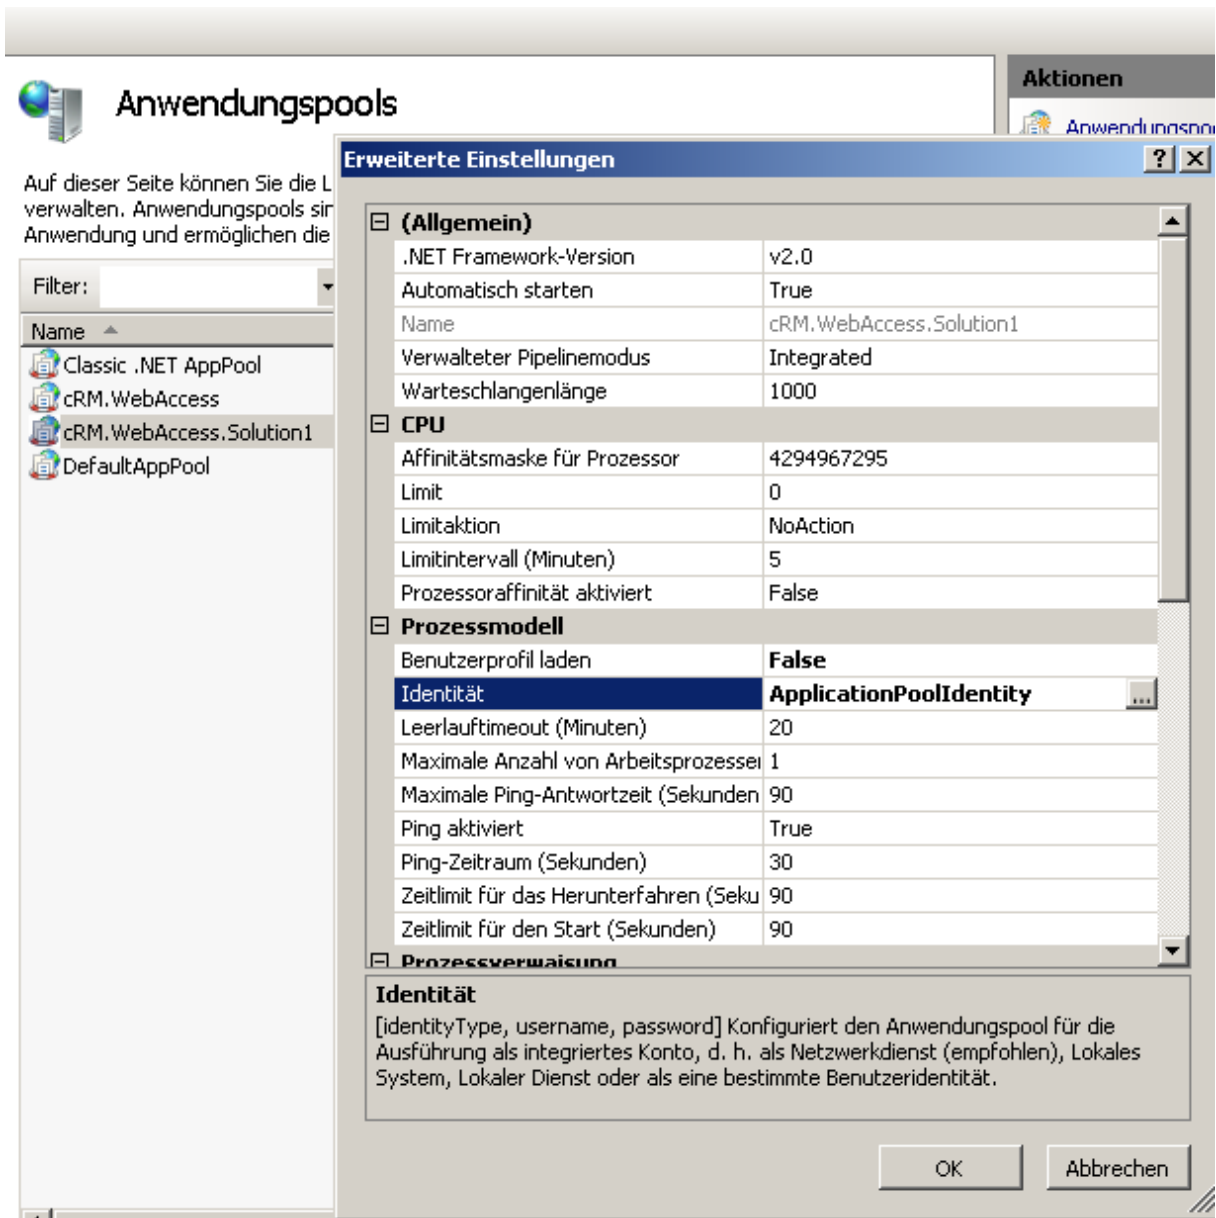 Anwendungspools
Auf dieser Seite können Sie die L
verwalten. Anwendungspools sin
Anwendung und ermöglichen die
Filter:
Name
Classic .NET AppPool
cRM.WebAccess
cRM.WebAccess.Solution1
DefaultAppPool
Aktionen
Anwendungspoo
Erweiterte Einstellungen
(Allgemein)
.NET Framework-Version v2.0
Automatisch starten True
Name cRM.WebAccess.Solution1
Verwalteter Pipelinemodus Integrated
Warteschlangenlänge 1000
CPU
Affinitätsmaske für Prozessor 4294967295
Limit 0
Limitaktion NoAction
Limitintervall (Minuten) 5
Prozessoraffinität aktiviert False
Prozessmodell
Benutzerprofil laden False
Identität ApplicationPoolIdentity ...
Leerlauftimeout (Minuten) 20
Maximale Anzahl von Arbeitsprozesser 1
Maximale Ping-Antwortzeit (Sekunden 90
Ping aktiviert True
Ping-Zeitraum (Sekunden) 30
Zeitlimit für das Herunterfahren (Seku 90
Zeitlimit für den Start (Sekunden) 90
Prozessverwaisung
Identität
[identityType, username, password] Konfiguriert den Anwendungspool für die
Ausführung als integriertes Konto, d. h. als Netzwerkdienst (empfohlen), Lokales
System, Lokaler Dienst oder als eine bestimmte Benutzeridentität.
OK Abbrechen